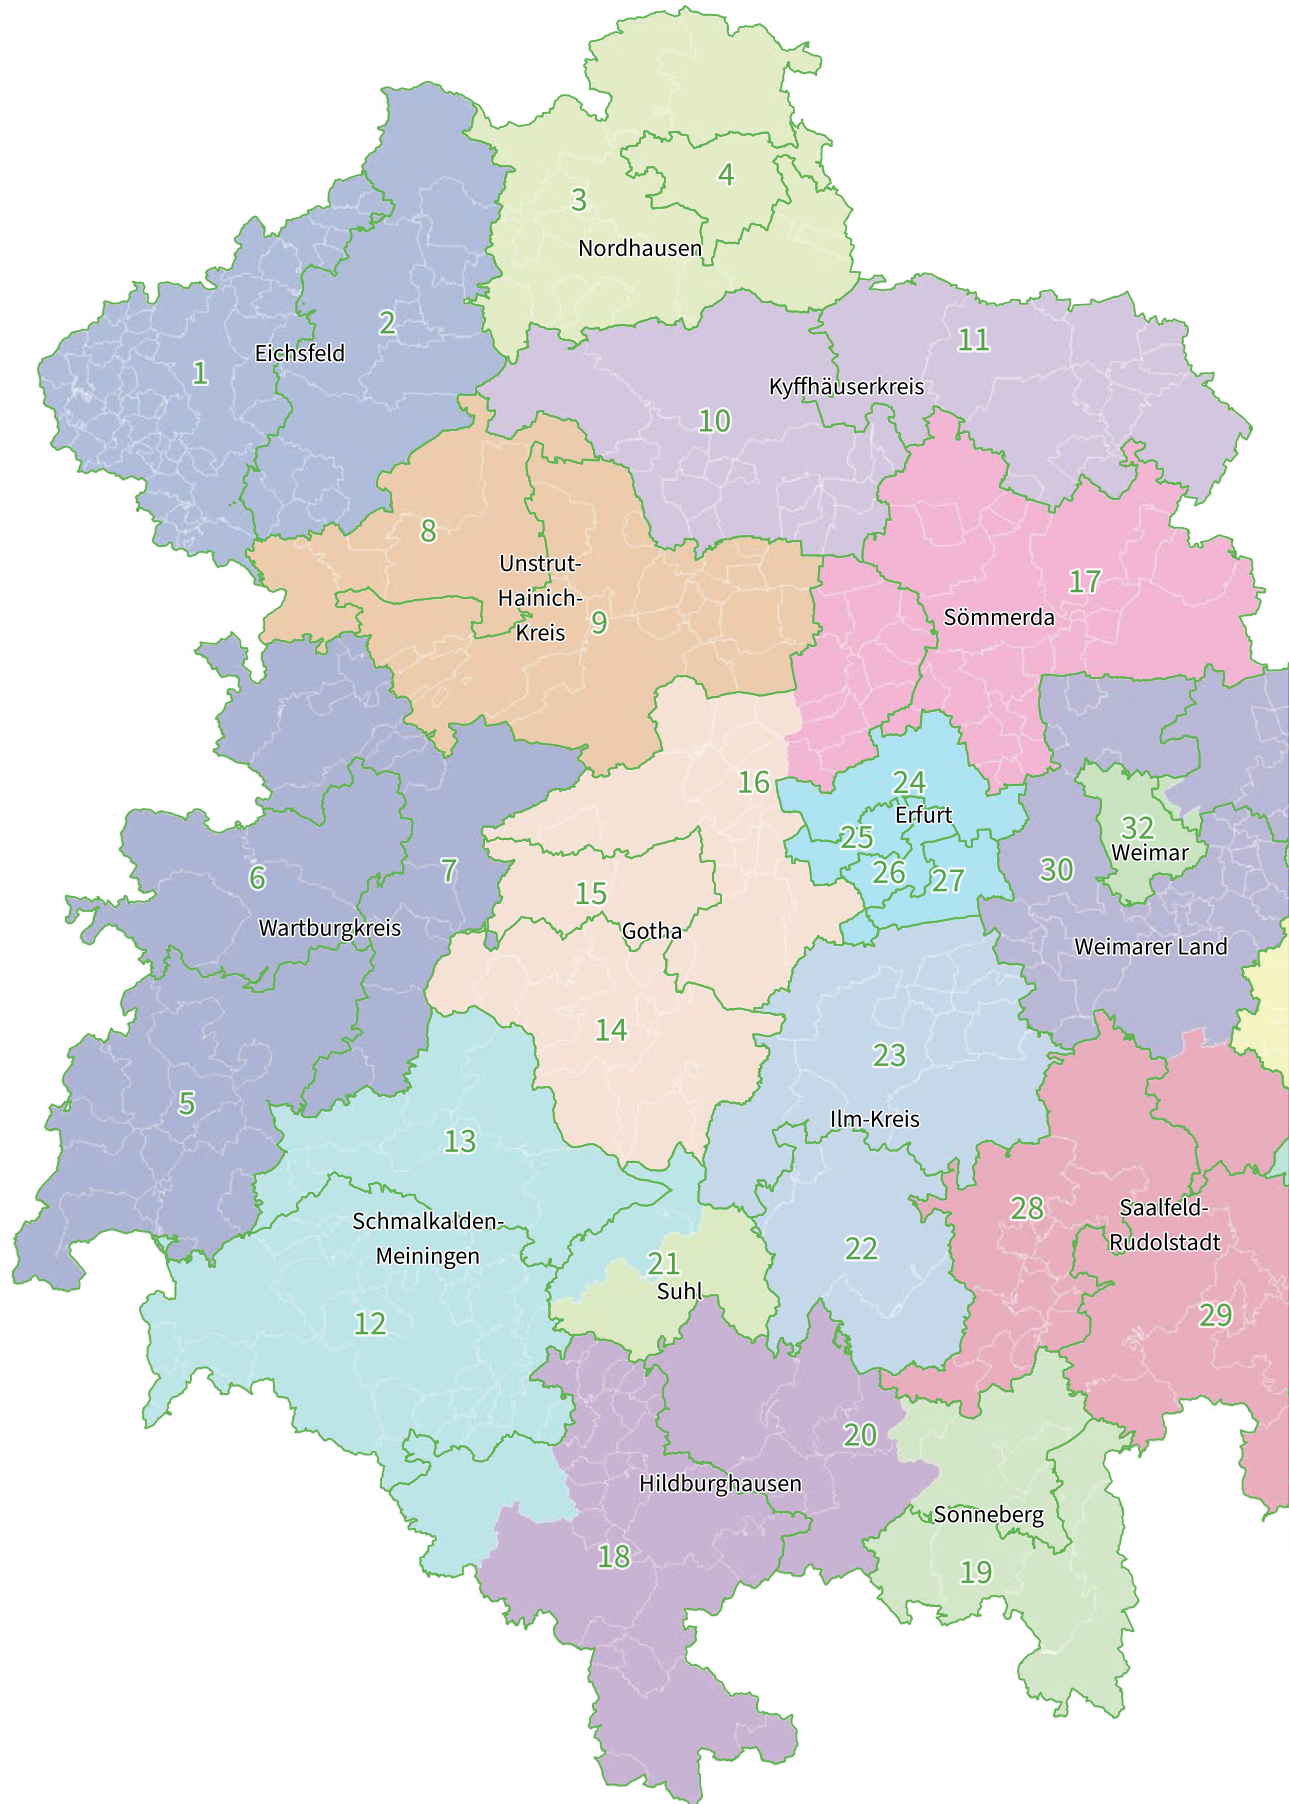 4
3
Nordhausen
2
11
Eichsfeld
1
Kyffhäuserkreis
10
8
Unstrut-
Hainich-
Kreis
9
17
Sömmerda
16
24
Erfurt
25
26
27
32
Weimar
30
6
7
15
Wartburgkreis
Gotha
Weimarer Land
14
23
5
Ilm-Kreis
13
28
Saalfeld-
Rudolstadt
Schmalkalden-
Meiningen
22
21
Suhl
12
29
20
Hildburghausen
Sonneberg
18
19